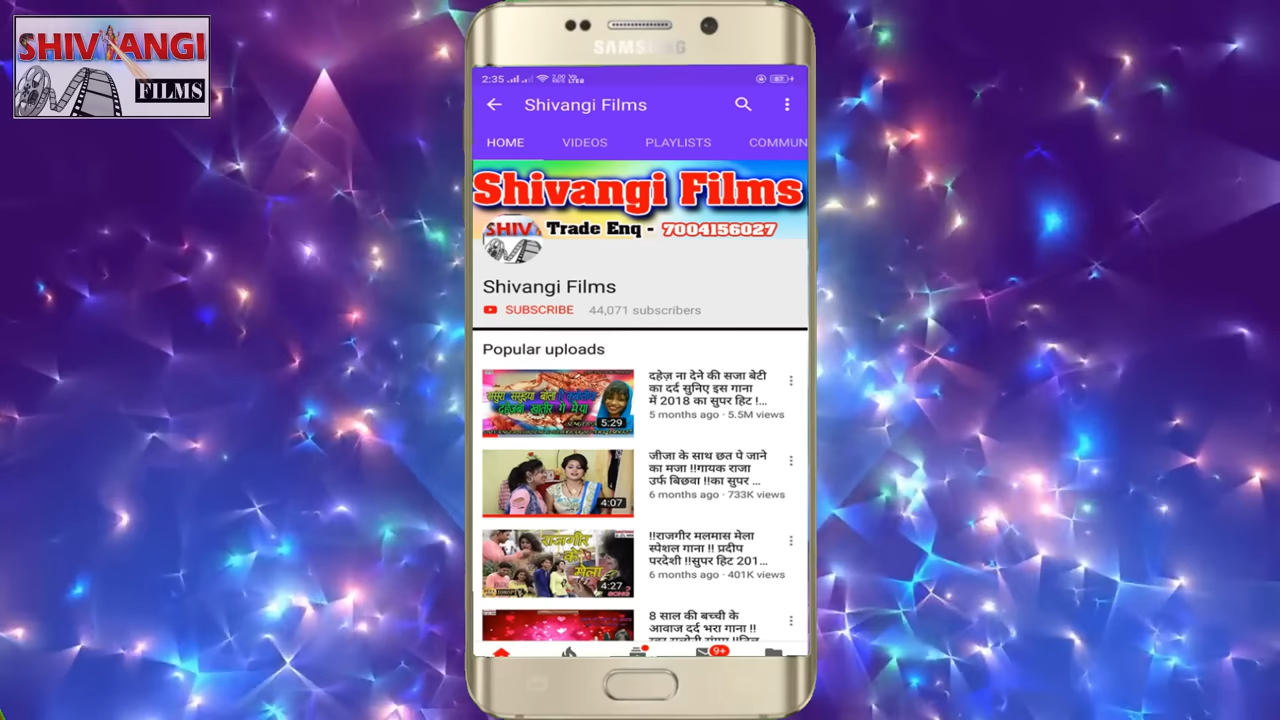 SHIVANGI
FILMS
SAMSUNG
2:35
87
Shivangi Films
HOME VIDEOS PLAYLISTS COMMUN
Shivangi Films
SHIV
Trade Enq - 7004156027
Shivangi Films
SUBSCRIBE 44,071 subscribers
Popular uploads
दहेज़ ना देने की सजा बेटी
का दर्द सुनिए इस गाना
में 2018 का सुपर हिट !...
5 months ago · 5.5M views
5:29
जीजा के साथ छत पे जाने
का मजा !!गायक राजा
उर्फ बिछवा !!का सुपर ...
6 months ago · 733K views
4:07
!!राजगीर मलमास मेला
स्पेशल गाना !! प्रदीप
परदेशी !!सुपर हिट 201...
6 months ago · 401K views
राजगीर
के
मेला
4:27
8 साल की बच्ची के
आवाज दर्द भरा गाना !!
9+